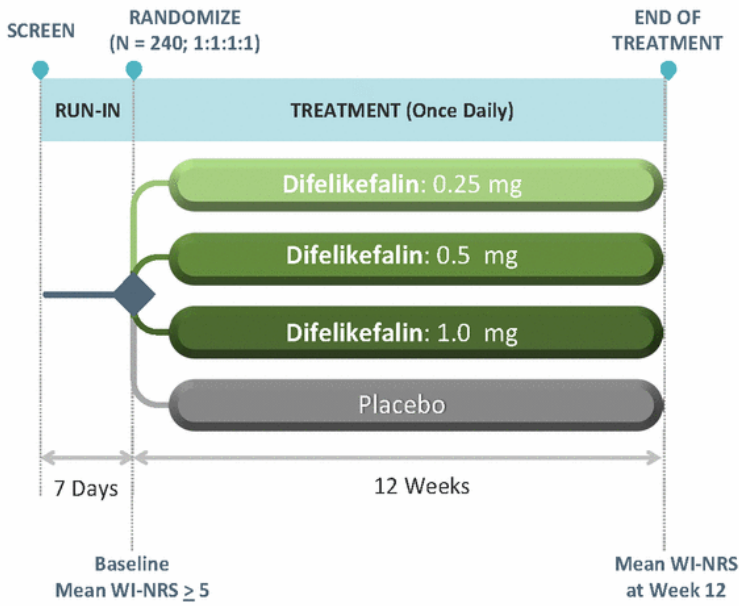 SCREEN
RANDOMIZE
(N = 240; 1:1:1:1)
END OF
TREATMENT
RUN-IN
TREATMENT (Once Daily)
Difelikefalin: 0.25 mg
Difelikefalin: 0.5 mg
Difelikefalin: 1.0 mg
Placebo
7 Days
12 Weeks
Baseline
Mean WI-NRS ≥ 5
Mean WI-NRS
at Week 12